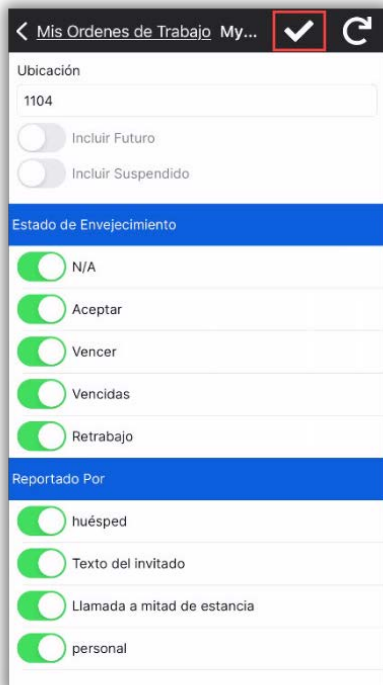 Mis Ordenes de Trabajo My...
Ubicación
1104
Incluir Futuro
Incluir Suspendido
Estado de Envejecimiento
N/A
Aceptar
Vencer
Vencidas
Retrabajo
Reportado Por
huésped
Texto del invitado
Llamada a mitad de estancia
personal